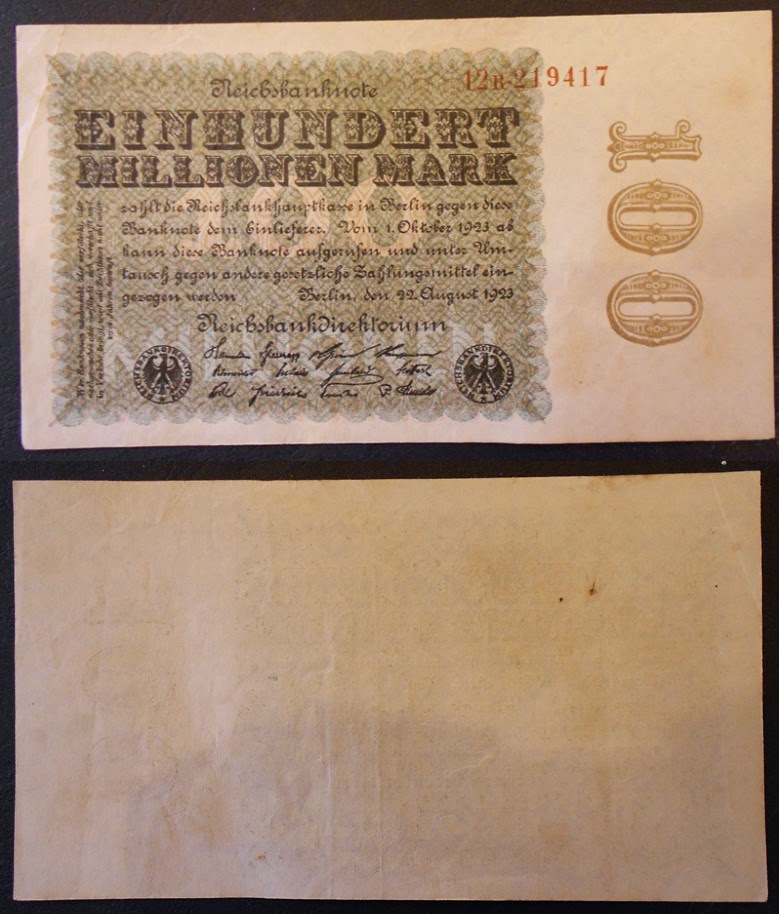 Reichsbanknote
12R-219417
EINHUNDERT
MILLIONEN MARK
zahlt die Reichsbankhauptkasse in Berlin gegen diese
Banknote dem Einlieferer. Vom 1. Oktober 1923 ab
kann diese Banknote aufgerufen und unter Um-
tausch gegen andere gesetzliche Zahlungsmittel ein-
gezogen werden
Berlin, den 22. August 1923
Reichsbankdirektorium
REICHSBANKDIREKTORIUM
REICHSBANKDIREKTORIUM
100